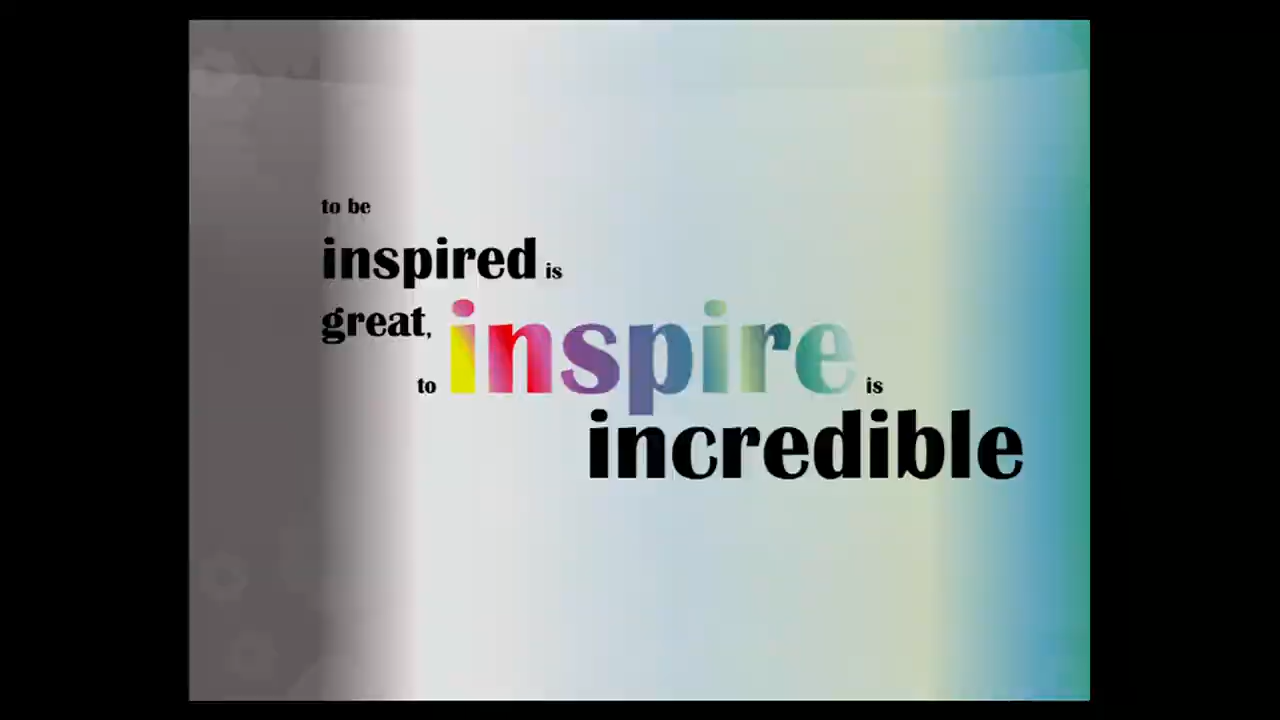 to be
inspired is
great,
to inspire is
incredible